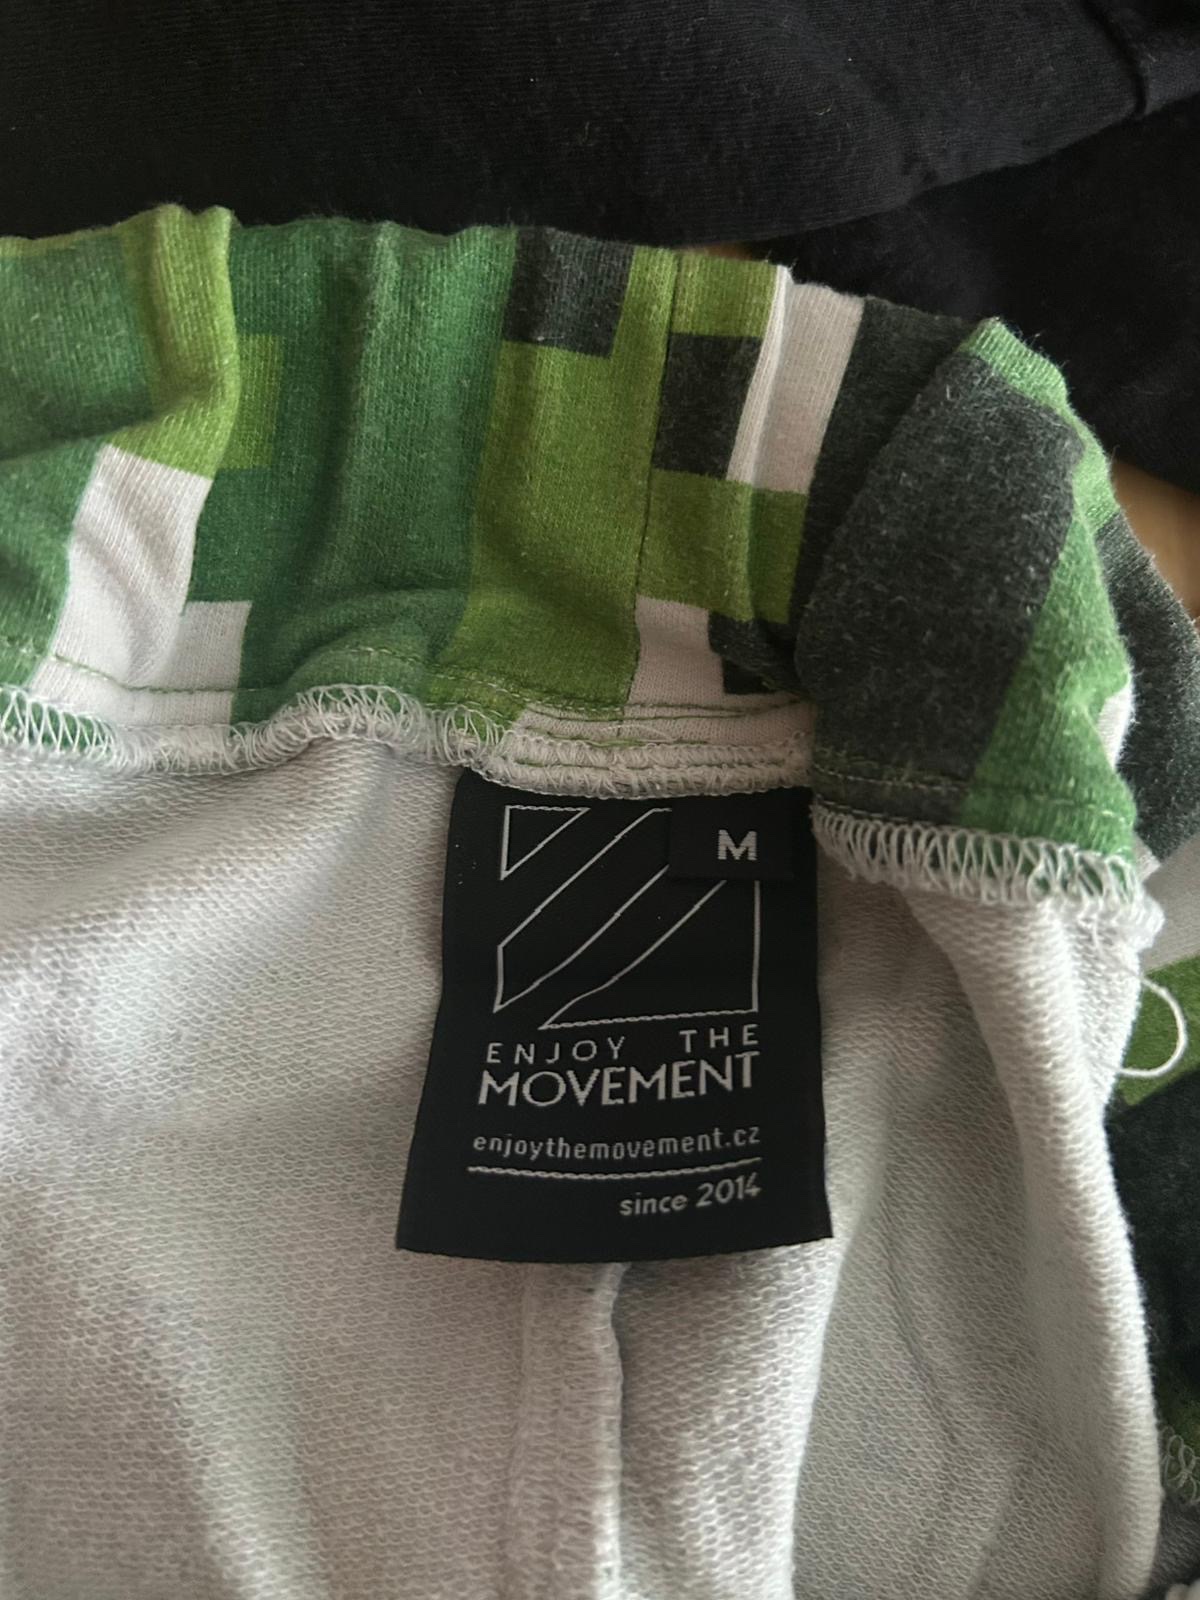 M
ENJOY THE
MOVEMENT
enjoythemovement.cz
since 2014